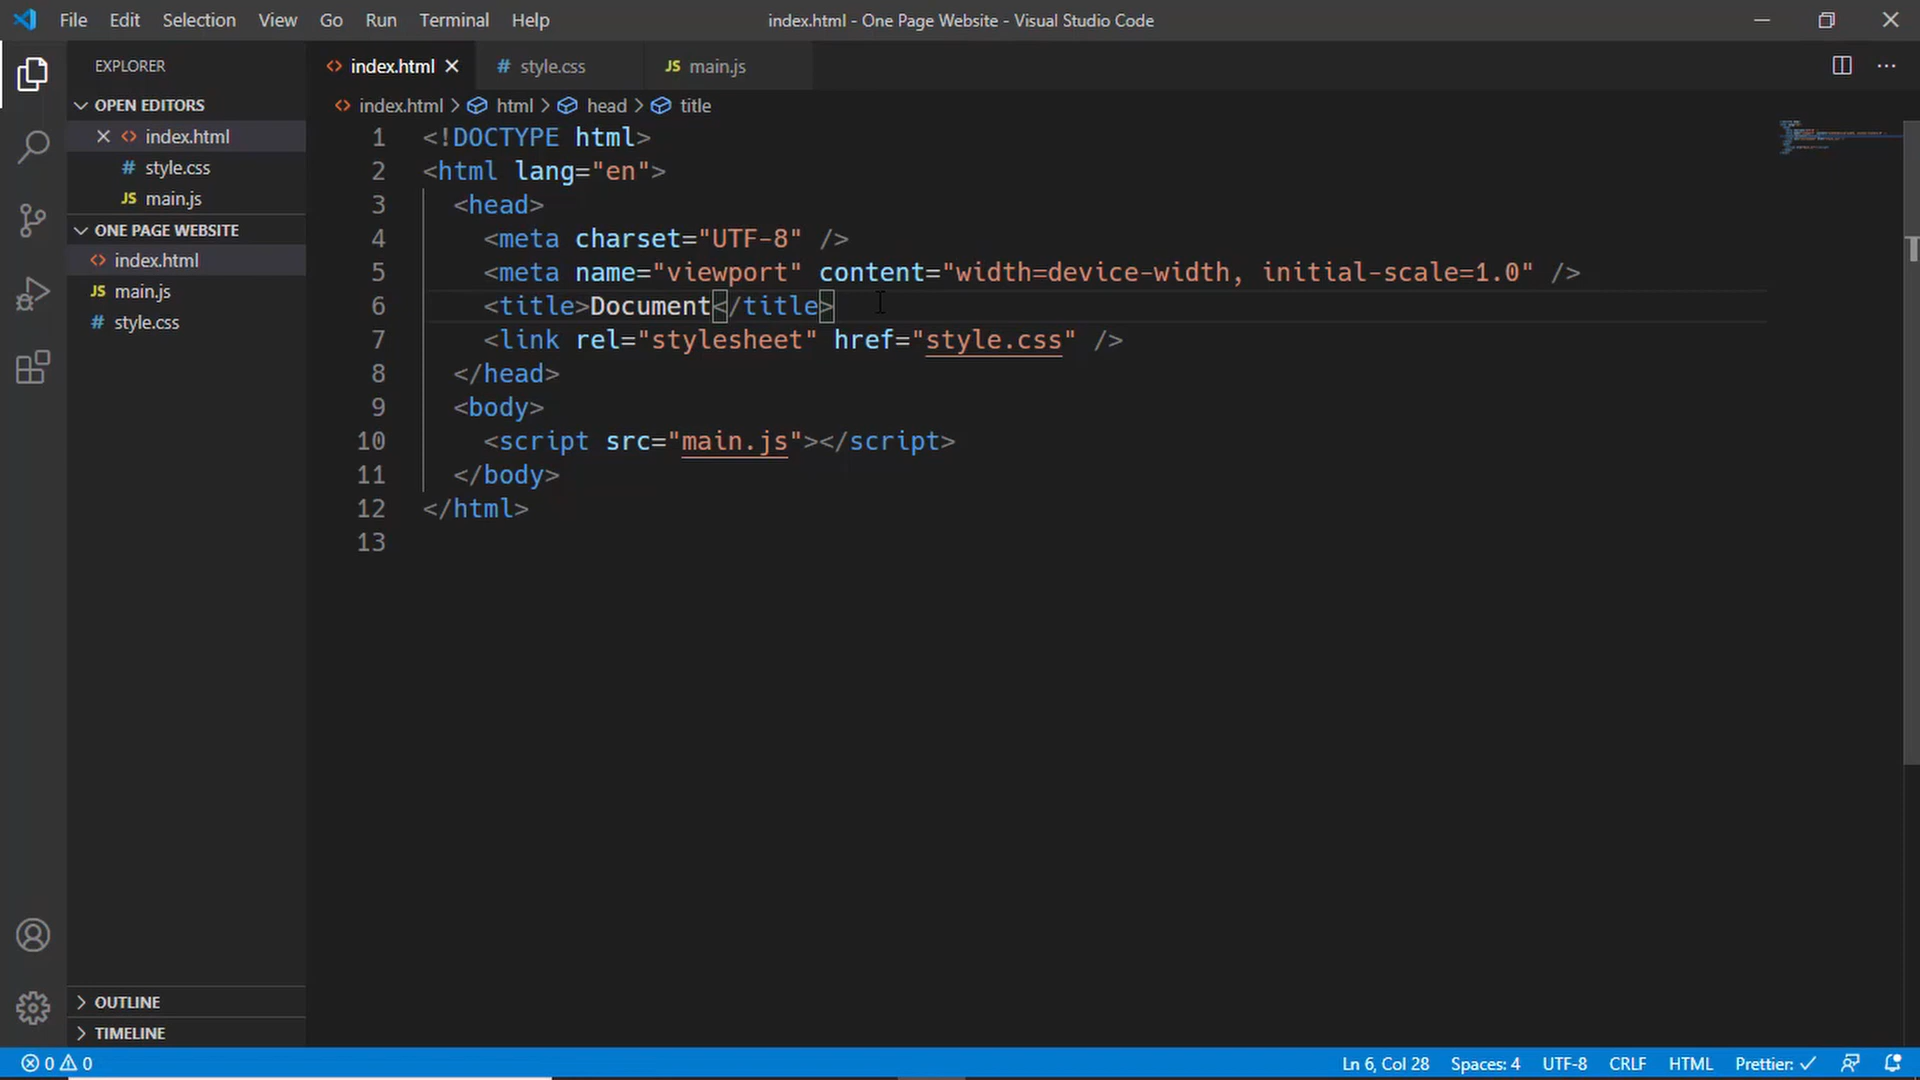 File Edit Selection View Go Run Terminal Help
index.html - One Page Website - Visual Studio Code
EXPLORER
OPEN EDITORS
index.html
# style.css
JS main.js
ONE PAGE WEBSITE
index.html
JS main.js
# style.css
OUTLINE
TIMELINE
index.html # style.css JS main.js
index.html > html > head > title
1 <!DOCTYPE html>
2 <html lang="en">
3 <head>
4 <meta charset="UTF-8" />
5 <meta name="viewport" content="width=device-width, initial-scale=1.0" />
6 <title>Document</title>
7 <link rel="stylesheet" href="style.css" />
8 </head>
9 <body>
10 <script src="main.js"></script>
11 </body>
12 </html>
13
0 0 Ln 6, Col 28 Spaces: 4 UTF-8 CRLF HTML Prettier: ✓